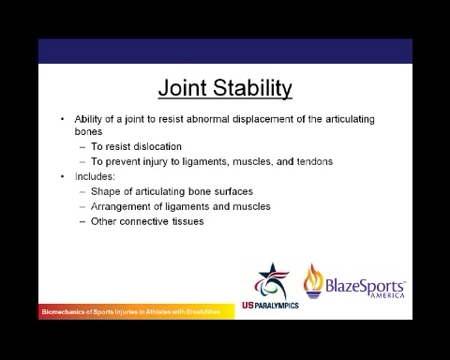 Joint Stability
• Ability of a joint to resist abnormal displacement of the articulating
bones
– To resist dislocation
– To prevent injury to ligaments, muscles, and tendons
• Includes:
– Shape of articulating bone surfaces
– Arrangement of ligaments and muscles
– Other connective tissues
US PARALYMPICS
BlazeSports
AMERICA
Biomechanics of Sports Injuries in Athletes with Disabilities